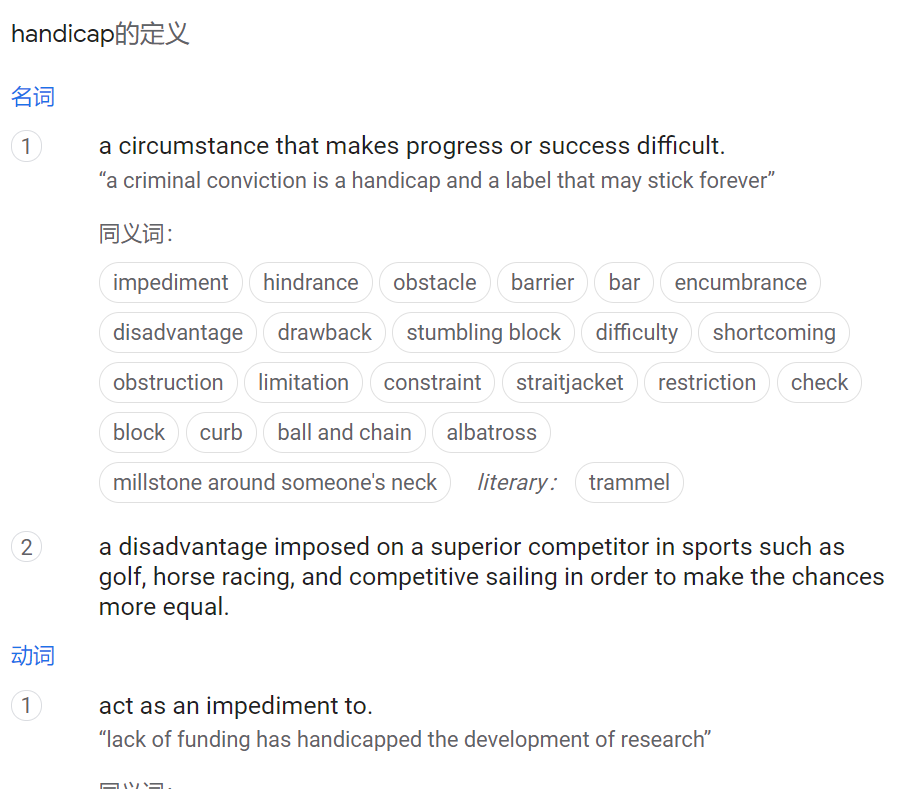 handicap的定义
名词
1 a circumstance that makes progress or success difficult.
“a criminal conviction is a handicap and a label that may stick forever”
同义词：
impediment hindrance obstacle barrier bar encumbrance
disadvantage drawback stumbling block difficulty shortcoming
obstruction limitation constraint straitjacket restriction check
block curb ball and chain albatross
millstone around someone's neck literary： trammel
2 a disadvantage imposed on a superior competitor in sports such as
golf, horse racing, and competitive sailing in order to make the chances
more equal.
动词
1 act as an impediment to.
“lack of funding has handicapped the development of research”